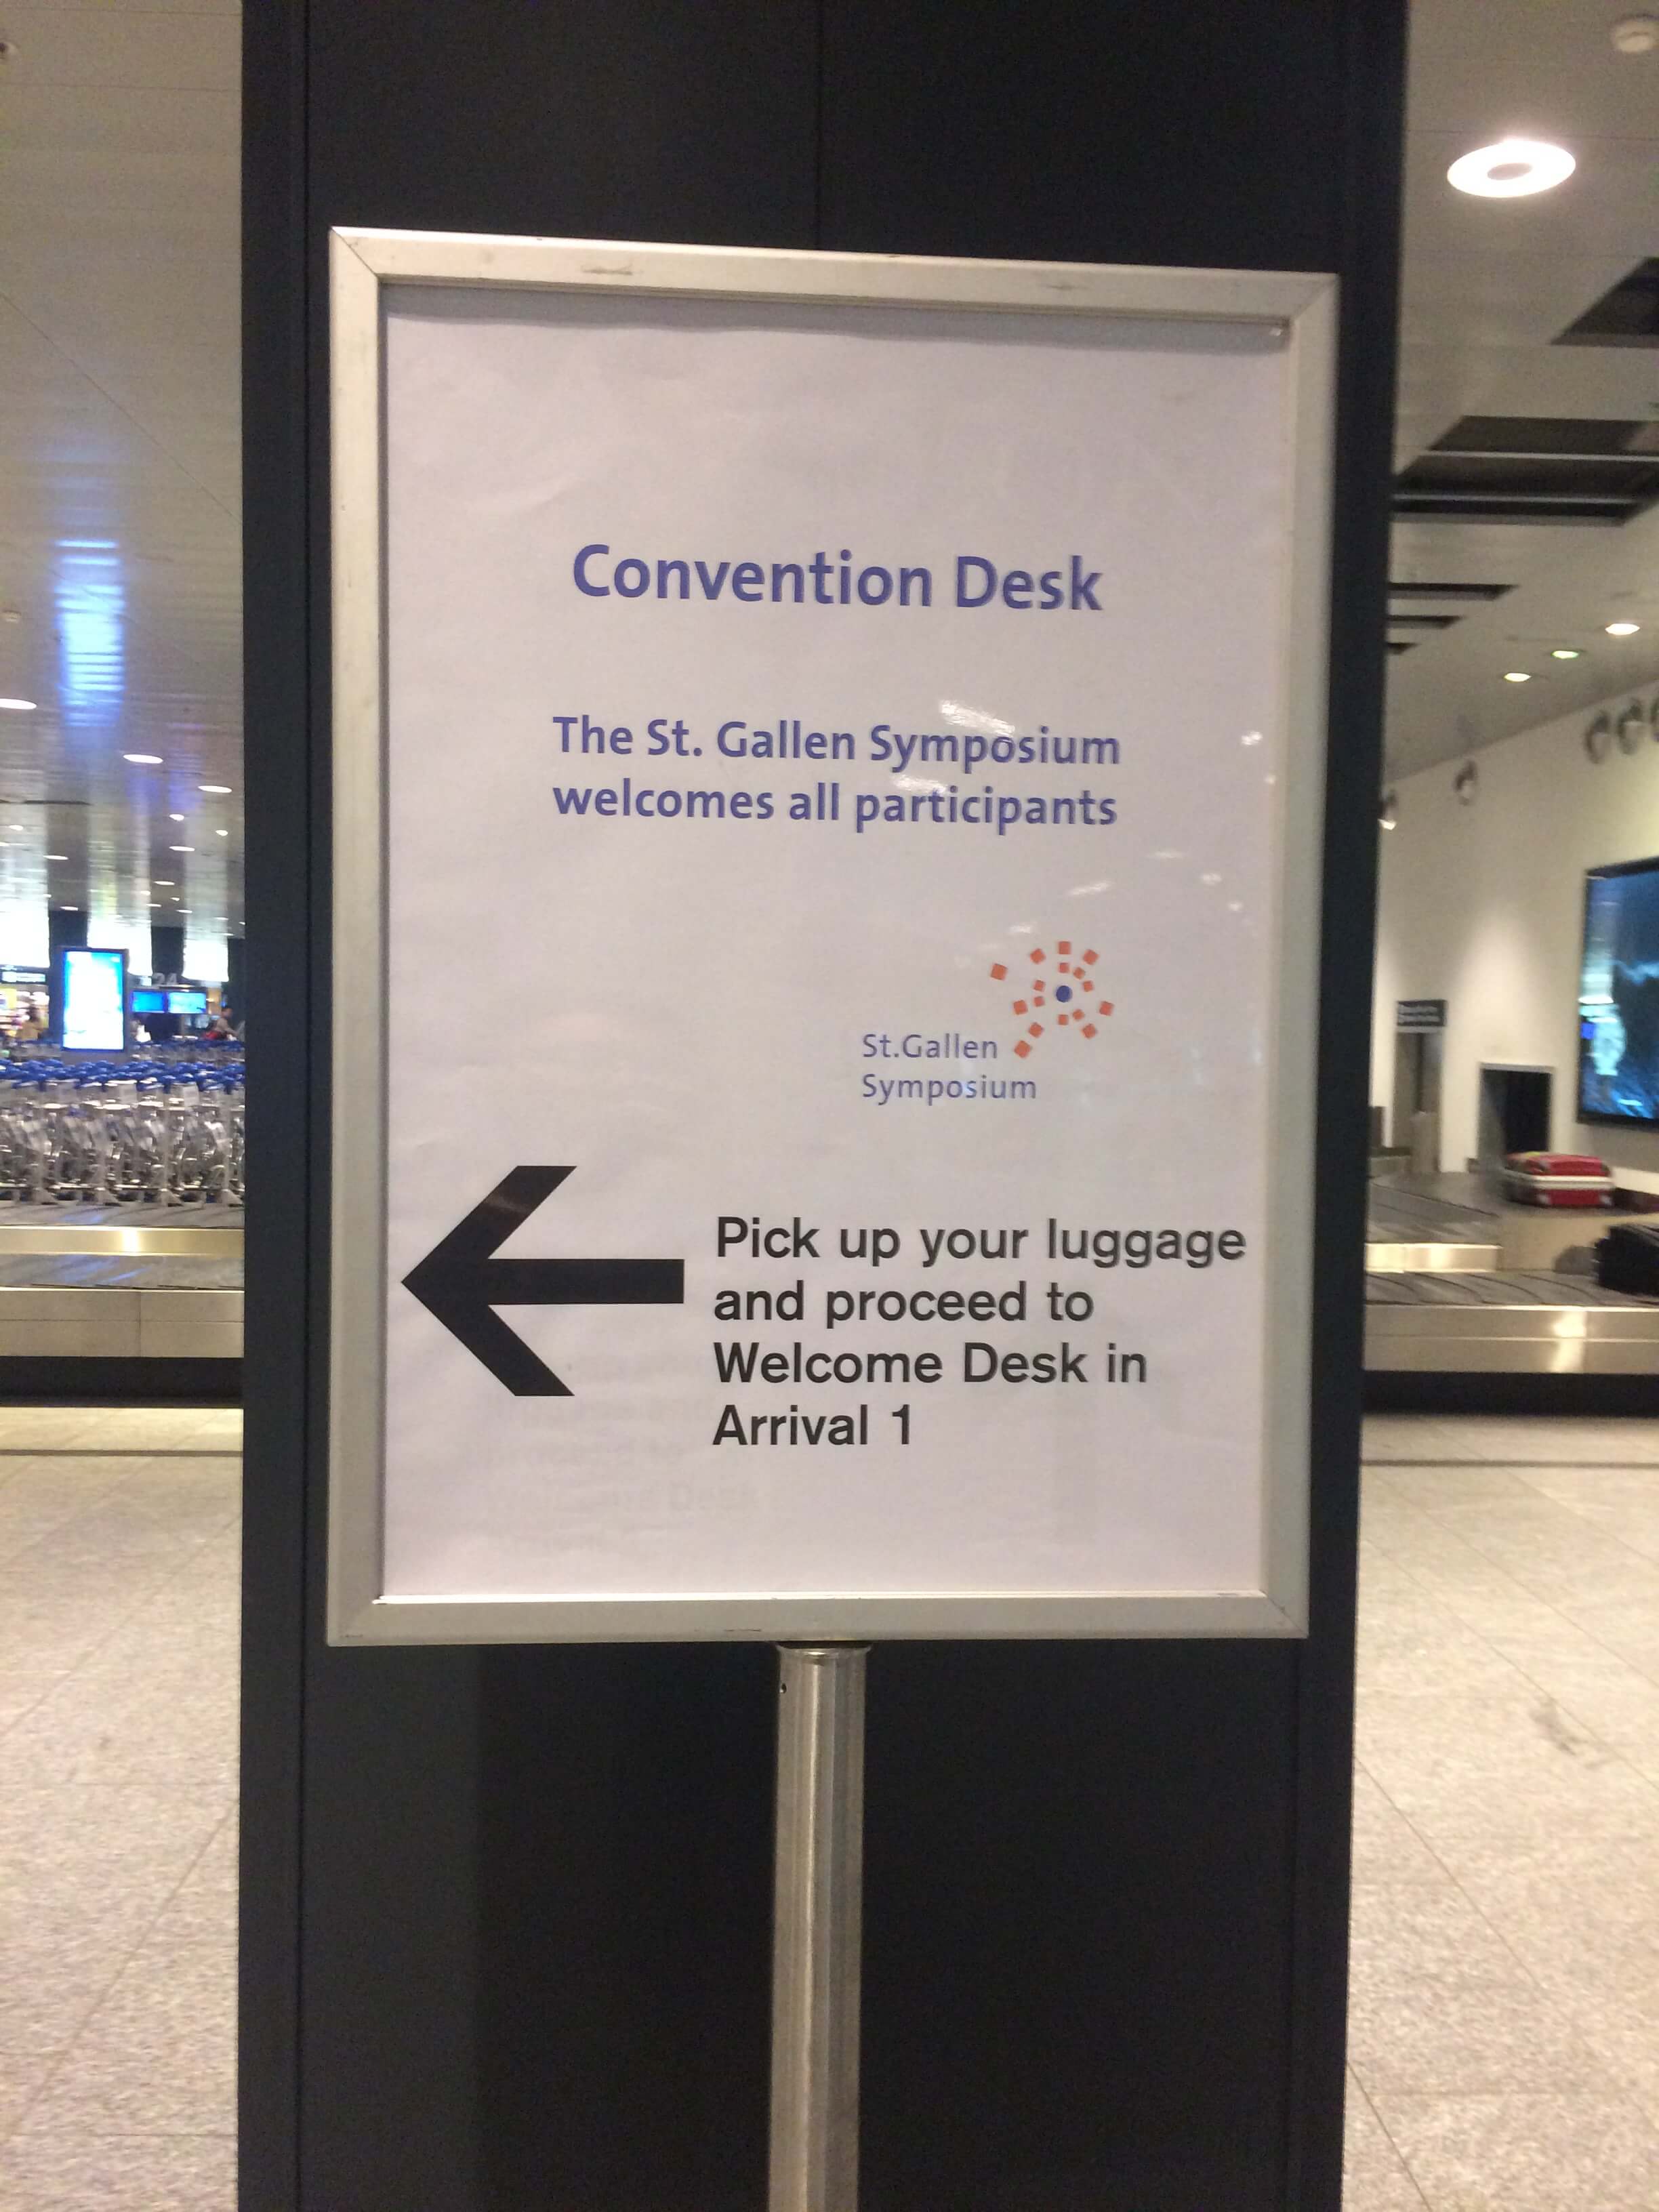 Convention Desk
The St. Gallen Symposium
welcomes all participants
St.Gallen
Symposium
Pick up your luggage
and proceed to
Welcome Desk in
Arrival 1
24